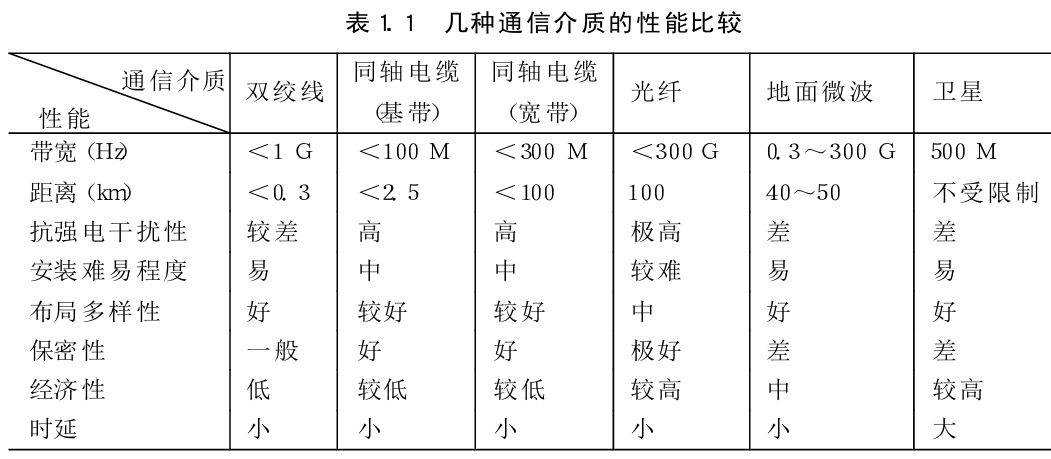 表 1.1 几种通信介质的性能比较
通信介质 性能 双绞线 同轴电缆(基带) 同轴电缆(宽带) 光纤 地面微波 卫星
带宽 (Hz) <1 G <100 M <300 M <300 G 0.3～300 G 500 M
距离 (km) <0.3 <2.5 <100 100 40～50 不受限制
抗强电干扰性 较差 高 高 极高 差 差
安装难易程度 易 中 中 较难 易 易
布局多样性 好 较好 较好 中 好 好
保密性 一般 好 好 极好 差 差
经济性 低 较低 较低 较高 中 较高
时延 小 小 小 小 小 大